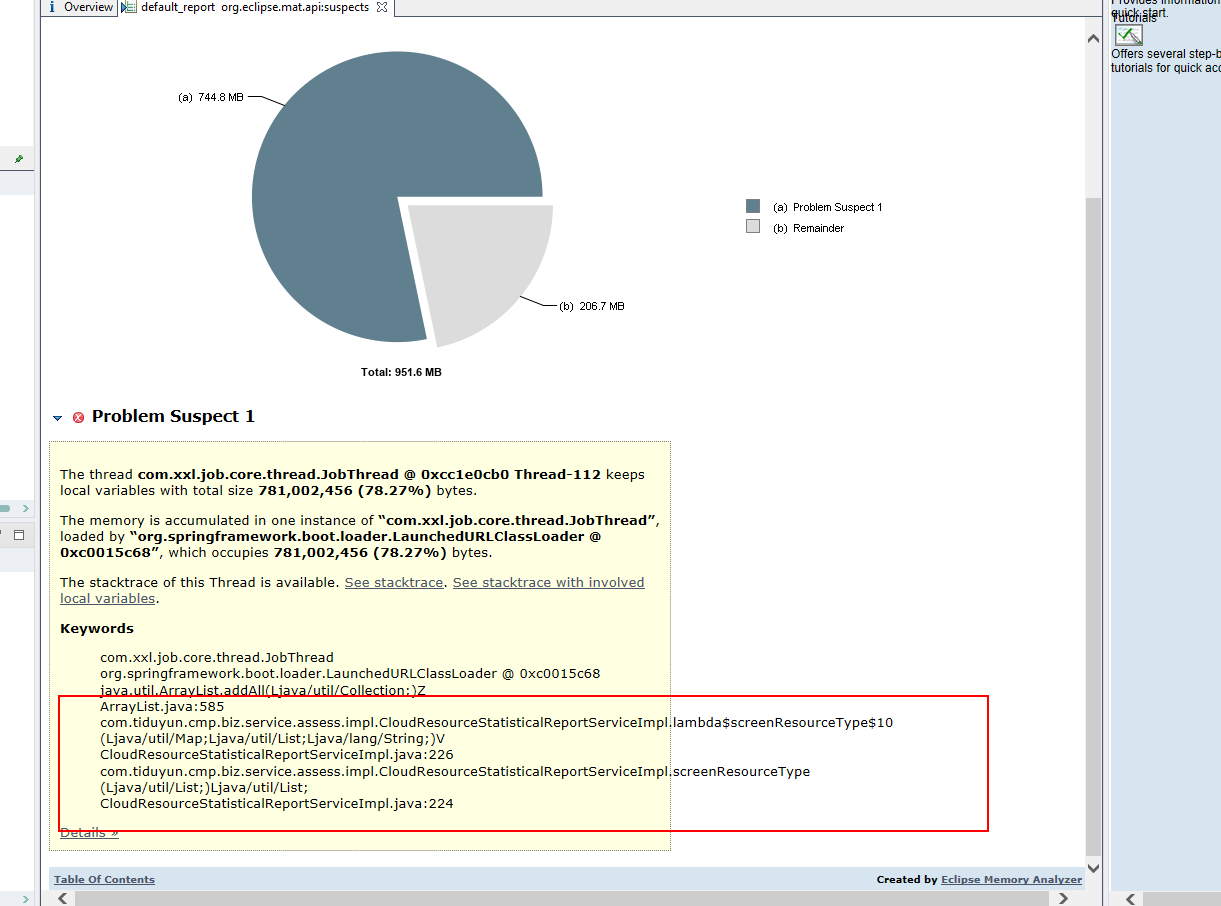 Overview
default_report org.eclipse.mat.api:suspects
quick start.
Tutorials
Offers several step-b
tutorials for quick acc
(a) 744.8 MB
(a) Problem Suspect 1
(b) Remainder
(b) 206.7 MB
Total: 951.6 MB
Problem Suspect 1
The thread com.xxl.job.core.thread.JobThread @ 0xcc1e0cb0 Thread-112 keeps
local variables with total size 781,002,456 (78.27%) bytes.
The memory is accumulated in one instance of “com.xxl.job.core.thread.JobThread”,
loaded by “org.springframework.boot.loader.LaunchedURLClassLoader @
0xc0015c68”, which occupies 781,002,456 (78.27%) bytes.
The stacktrace of this Thread is available. See stacktrace. See stacktrace with involved
local variables.
Keywords
com.xxl.job.core.thread.JobThread
org.springframework.boot.loader.LaunchedURLClassLoader @ 0xc0015c68
java.util.ArrayList.addAll(Ljava/util/Collection;)Z
ArrayList.java:585
com.tiduyun.cmp.biz.service.assess.impl.CloudResourceStatisticalReportServiceImpl.lambda$screenResourceType$10
(Ljava/util/Map;Ljava/util/List;Ljava/lang/String;)V
CloudResourceStatisticalReportServiceImpl.java:226
com.tiduyun.cmp.biz.service.assess.impl.CloudResourceStatisticalReportServiceImpl.screenResourceType
(Ljava/util/List;)Ljava/util/List;
CloudResourceStatisticalReportServiceImpl.java:224
Details »
Table Of Contents
Created by Eclipse Memory Analyzer